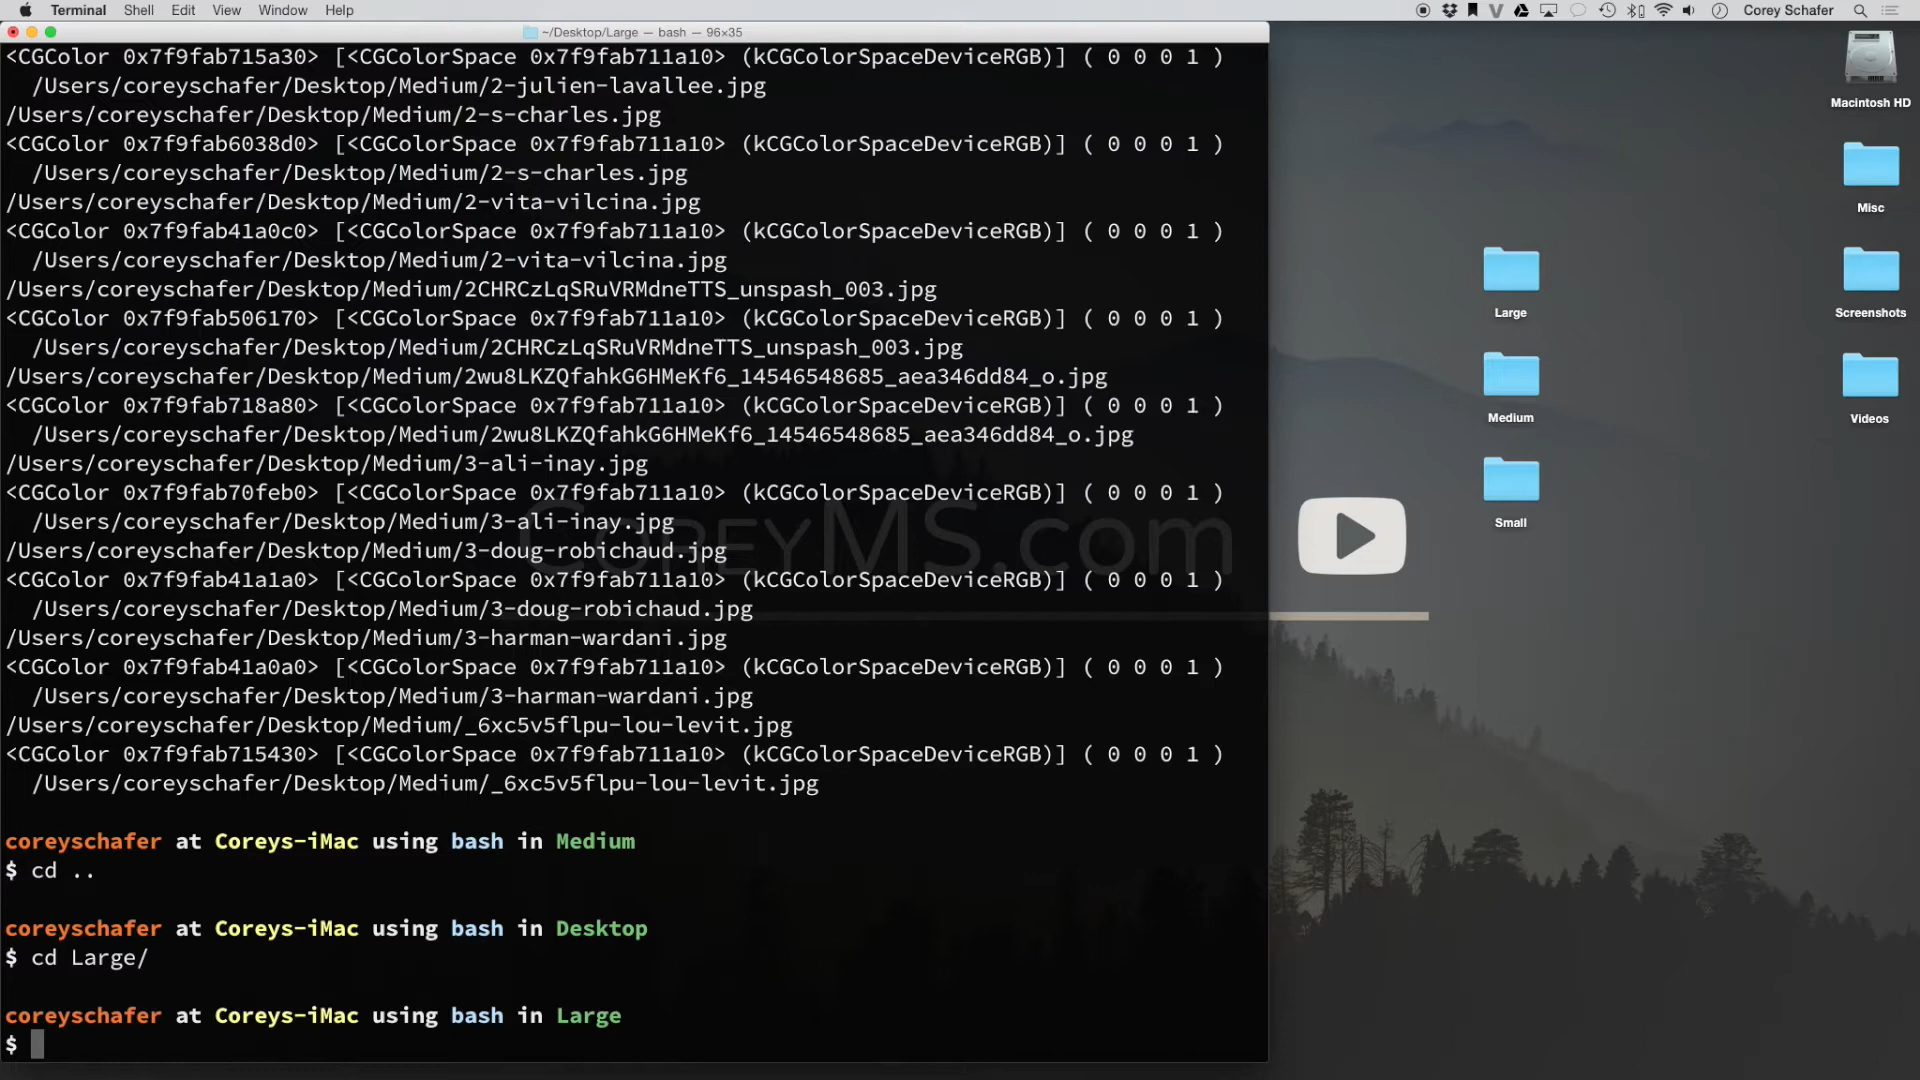 Terminal Shell Edit View Window Help Corey Schafer
~/Desktop/Large — bash — 96×35
<CGColor 0x7f9fab715a30> [<CGColorSpace 0x7f9fab711a10> (kCGColorSpaceDeviceRGB)] ( 0 0 0 1 )
/Users/coreyschafer/Desktop/Medium/2-julien-lavallee.jpg
/Users/coreyschafer/Desktop/Medium/2-s-charles.jpg
<CGColor 0x7f9fab6038d0> [<CGColorSpace 0x7f9fab711a10> (kCGColorSpaceDeviceRGB)] ( 0 0 0 1 )
/Users/coreyschafer/Desktop/Medium/2-s-charles.jpg
/Users/coreyschafer/Desktop/Medium/2-vita-vilcina.jpg
<CGColor 0x7f9fab41a0c0> [<CGColorSpace 0x7f9fab711a10> (kCGColorSpaceDeviceRGB)] ( 0 0 0 1 )
/Users/coreyschafer/Desktop/Medium/2-vita-vilcina.jpg
/Users/coreyschafer/Desktop/Medium/2CHRCzLqSRuVRMdneTTS_unspash_003.jpg
<CGColor 0x7f9fab506170> [<CGColorSpace 0x7f9fab711a10> (kCGColorSpaceDeviceRGB)] ( 0 0 0 1 )
/Users/coreyschafer/Desktop/Medium/2CHRCzLqSRuVRMdneTTS_unspash_003.jpg
/Users/coreyschafer/Desktop/Medium/2wu8LKZQfahkG6HMeKf6_14546548685_aea346dd84_o.jpg
<CGColor 0x7f9fab718a80> [<CGColorSpace 0x7f9fab711a10> (kCGColorSpaceDeviceRGB)] ( 0 0 0 1 )
/Users/coreyschafer/Desktop/Medium/2wu8LKZQfahkG6HMeKf6_14546548685_aea346dd84_o.jpg
/Users/coreyschafer/Desktop/Medium/3-ali-inay.jpg
<CGColor 0x7f9fab70feb0> [<CGColorSpace 0x7f9fab711a10> (kCGColorSpaceDeviceRGB)] ( 0 0 0 1 )
/Users/coreyschafer/Desktop/Medium/3-ali-inay.jpg
/Users/coreyschafer/Desktop/Medium/3-doug-robichaud.jpg
<CGColor 0x7f9fab41a1a0> [<CGColorSpace 0x7f9fab711a10> (kCGColorSpaceDeviceRGB)] ( 0 0 0 1 )
/Users/coreyschafer/Desktop/Medium/3-doug-robichaud.jpg
/Users/coreyschafer/Desktop/Medium/3-harman-wardani.jpg
<CGColor 0x7f9fab41a0a0> [<CGColorSpace 0x7f9fab711a10> (kCGColorSpaceDeviceRGB)] ( 0 0 0 1 )
/Users/coreyschafer/Desktop/Medium/3-harman-wardani.jpg
/Users/coreyschafer/Desktop/Medium/_6xc5v5flpu-lou-levit.jpg
<CGColor 0x7f9fab715430> [<CGColorSpace 0x7f9fab711a10> (kCGColorSpaceDeviceRGB)] ( 0 0 0 1 )
/Users/coreyschafer/Desktop/Medium/_6xc5v5flpu-lou-levit.jpg
coreyschafer at Coreys-iMac using bash in Medium
$ cd ..
coreyschafer at Coreys-iMac using bash in Desktop
$ cd Large/
coreyschafer at Coreys-iMac using bash in Large
$
CoreyMS.com
Large
Medium
Small
Macintosh HD
Misc
Screenshots
Videos